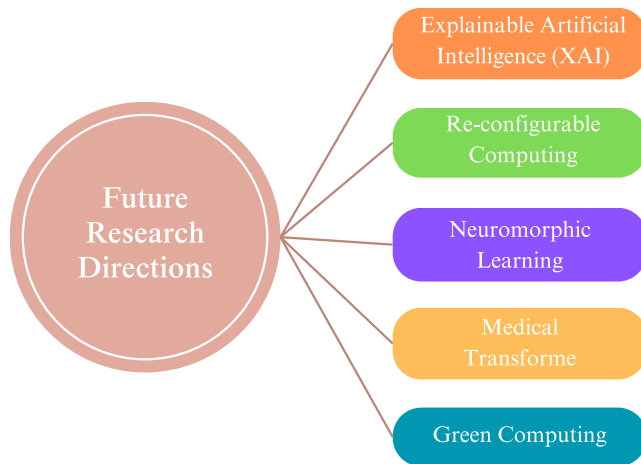 Future
Research
Directions
Explainable Artificial
Intelligence (XAI)
Re-configurable
Computing
Neuromorphic
Learning
Medical
Transforme
Green Computing